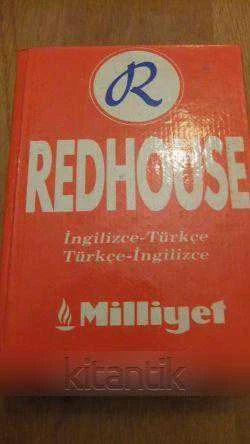 R
REDHOUSE
İngilizce-Türkçe
Türkçe-İngilizce
Milliyet
kitantik